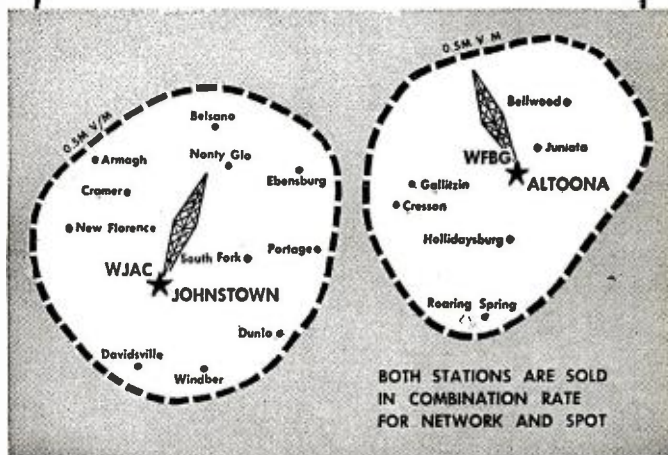 0.5M V/M
Belsano
Armagh
Nonty Glo
Ebensburg
Cramer
New Florence
South Fork
Portage
WJAC
JOHNSTOWN
Dunlo
Davidsville
Windber
0.5M V M
Bellwood
Juniata
WFBG
ALTOONA
Gallitzin
Cresson
Hollidaysburg
Roaring Spring
BOTH STATIONS ARE SOLD
IN COMBINATION RATE
FOR NETWORK AND SPOT